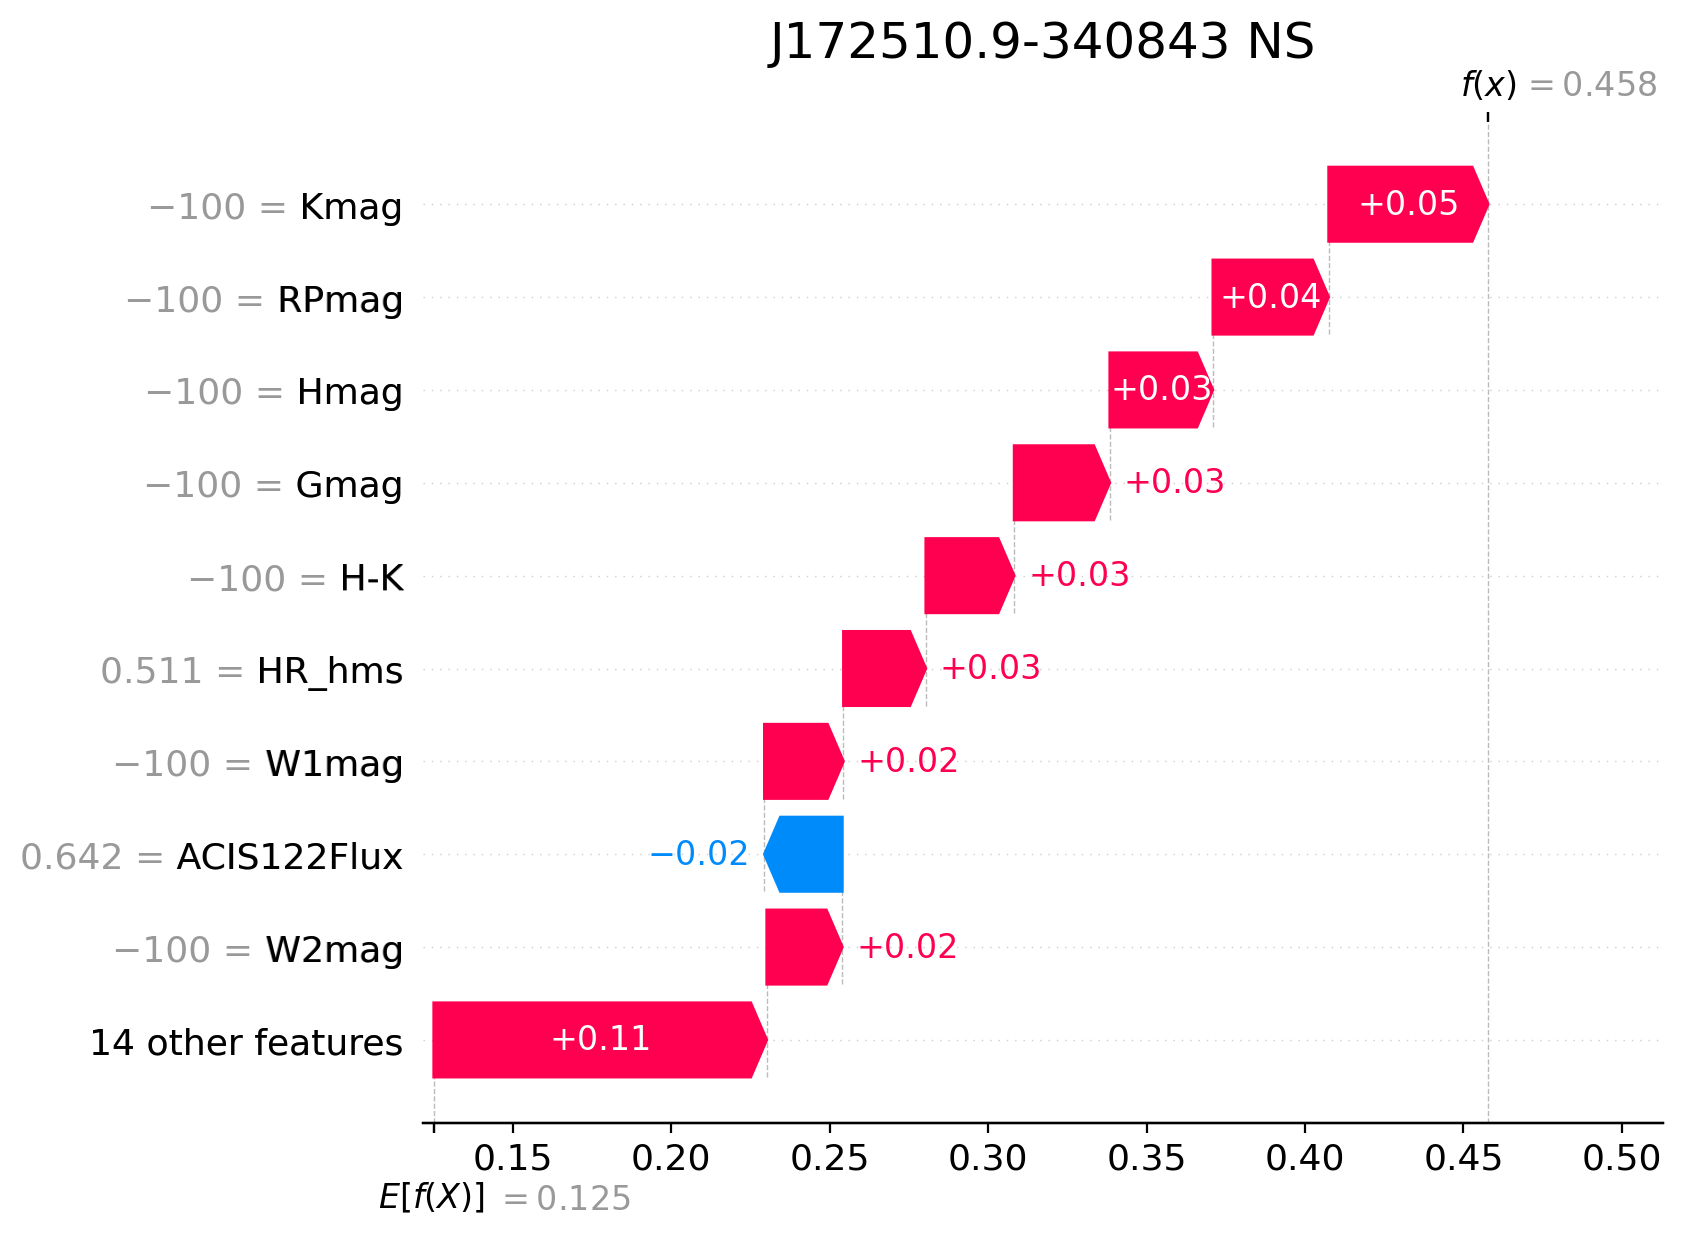 J172510.9-340843 NS
f(x) = 0.458
−100 = Kmag
+0.05
−100 = RPmag
+0.04
−100 = Hmag
+0.03
−100 = Gmag
+0.03
−100 = H-K
+0.03
0.511 = HR_hms
+0.03
−100 = W1mag
+0.02
0.642 = ACIS122Flux
−0.02
−100 = W2mag
+0.02
14 other features
+0.11
0.15 0.20 0.25 0.30 0.35 0.40 0.45 0.50
E[f(X)] = 0.125